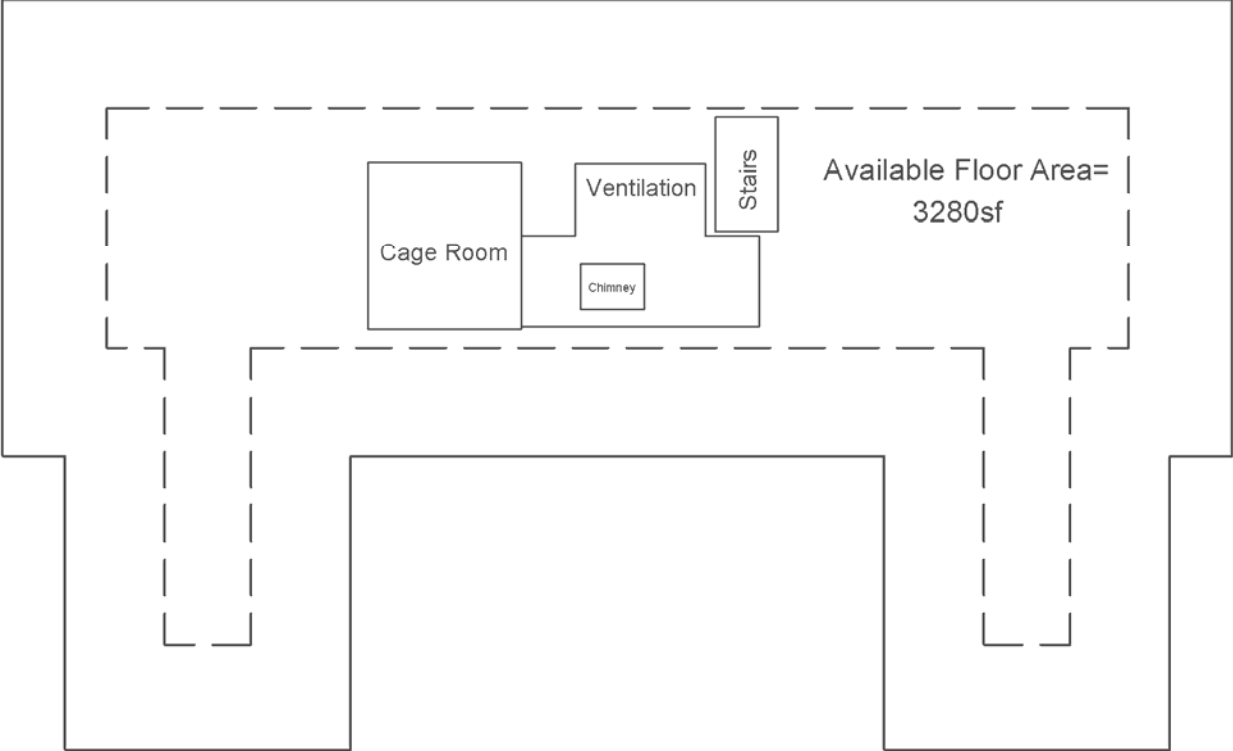 Available Floor Area=
3280sf
Stairs
Ventilation
Cage Room
Chimney